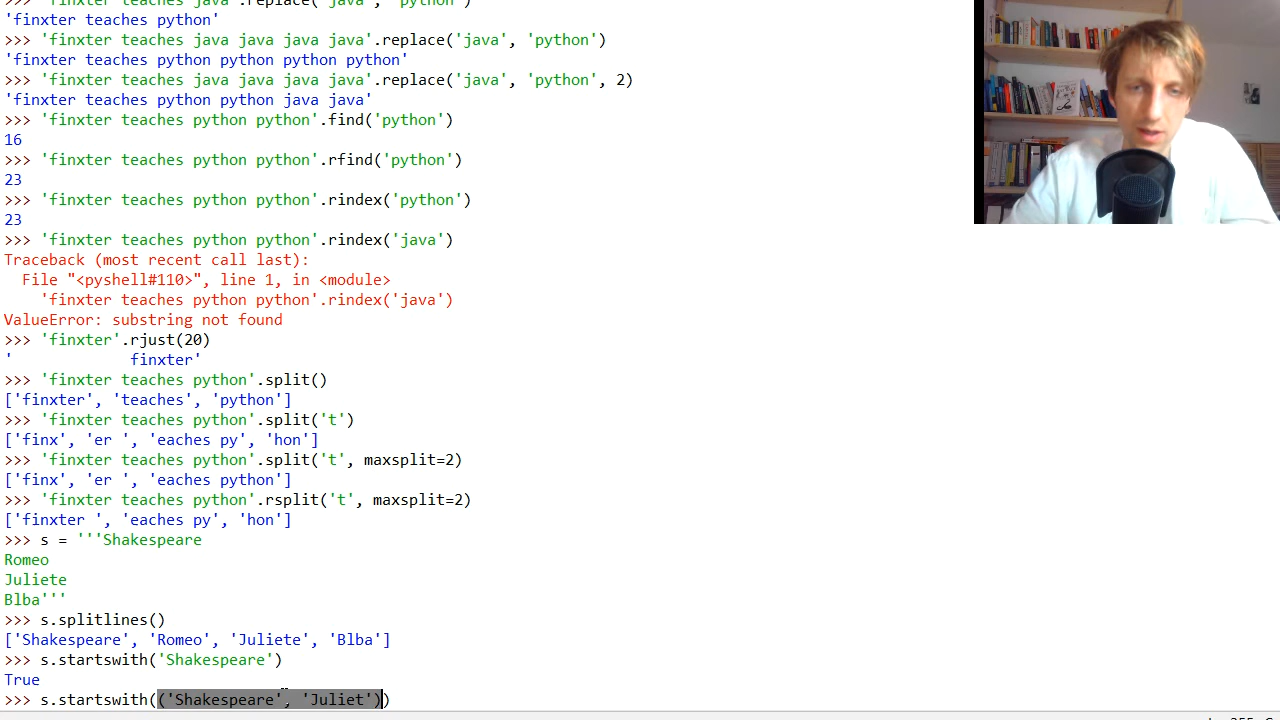 >>> 'finxter teaches java'.replace('java', 'python')
'finxter teaches python'
>>> 'finxter teaches java java java java'.replace('java', 'python')
'finxter teaches python python python python'
>>> 'finxter teaches java java java java'.replace('java', 'python', 2)
'finxter teaches python python java java'
>>> 'finxter teaches python python'.find('python')
16
>>> 'finxter teaches python python'.rfind('python')
23
>>> 'finxter teaches python python'.rindex('python')
23
>>> 'finxter teaches python python'.rindex('java')
Traceback (most recent call last):
  File "<pyshell#110>", line 1, in <module>
    'finxter teaches python python'.rindex('java')
ValueError: substring not found
>>> 'finxter'.rjust(20)
'             finxter'
>>> 'finxter teaches python'.split()
['finxter', 'teaches', 'python']
>>> 'finxter teaches python'.split('t')
['finx', 'er ', 'eaches py', 'hon']
>>> 'finxter teaches python'.split('t', maxsplit=2)
['finx', 'er ', 'eaches python']
>>> 'finxter teaches python'.rsplit('t', maxsplit=2)
['finxter ', 'eaches py', 'hon']
>>> s = '''Shakespeare
Romeo
Juliete
Blba'''
>>> s.splitlines()
['Shakespeare', 'Romeo', 'Juliete', 'Blba']
>>> s.startswith('Shakespeare')
True
>>> s.startswith(('Shakespeare', 'Juliet'))